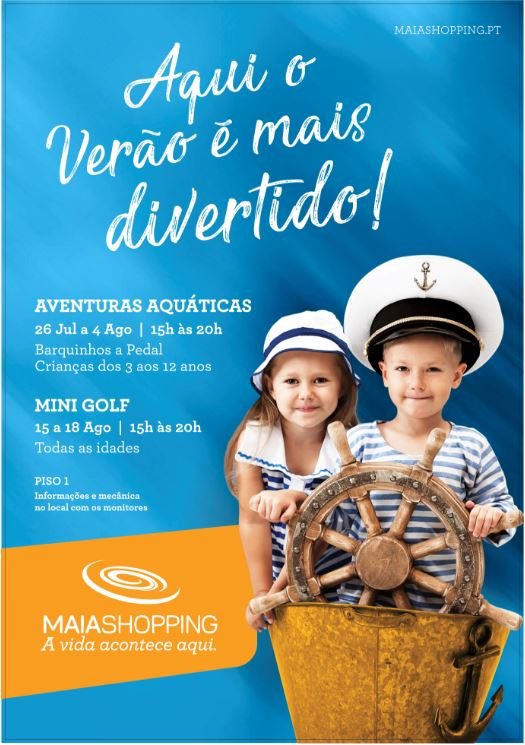 MAIASHOPPING.PT
Aqui o
Verão é mais
divertido!
AVENTURAS AQUÁTICAS
26 Jul a 4 Ago | 15h às 20h
Barquinhos a Pedal
Crianças dos 3 aos 12 anos
MINI GOLF
15 a 18 Ago | 15h às 20h
Todas as idades
PISO 1
Informações e mecânica
no local com os monitores
MAIASHOPPING
A vida acontece aqui.